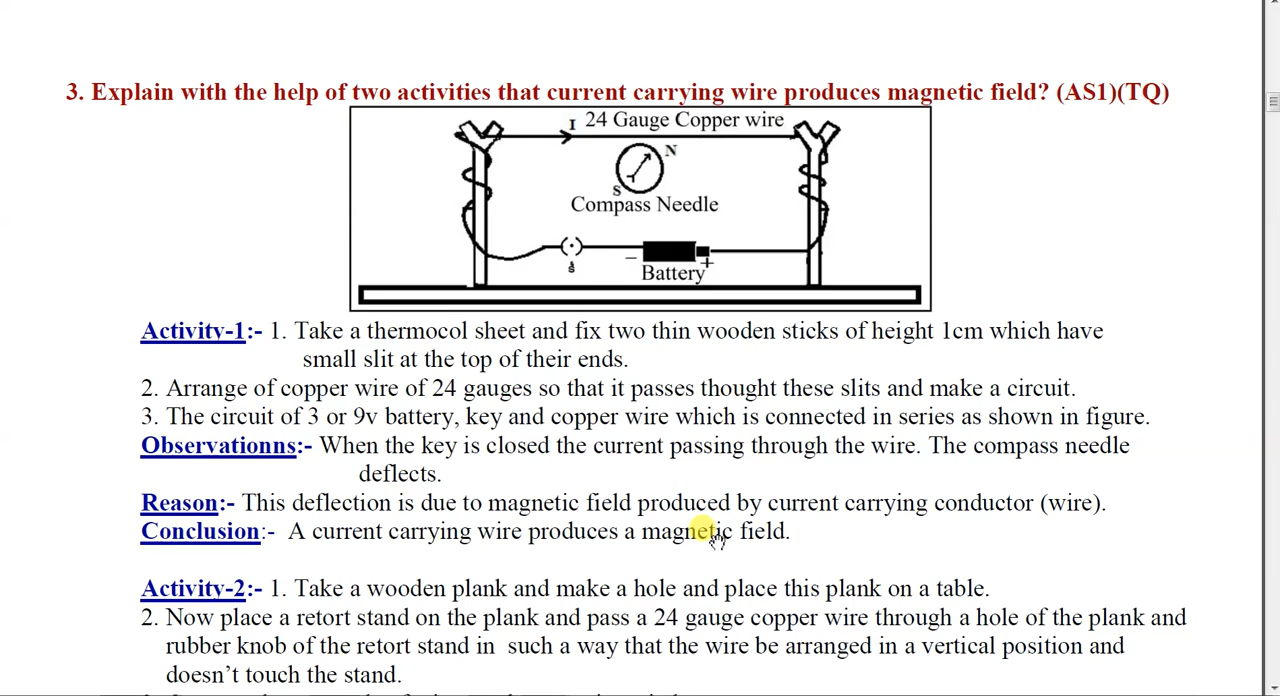 3. Explain with the help of two activities that current carrying wire produces magnetic field? (AS1)(TQ)
I 24 Gauge Copper wire
N
S
Compass Needle
− +
s
Battery
Activity-1:- 1. Take a thermocol sheet and fix two thin wooden sticks of height 1cm which have
small slit at the top of their ends.
2. Arrange of copper wire of 24 gauges so that it passes thought these slits and make a circuit.
3. The circuit of 3 or 9v battery, key and copper wire which is connected in series as shown in figure.
Observationns:- When the key is closed the current passing through the wire. The compass needle
deflects.
Reason:- This deflection is due to magnetic field produced by current carrying conductor (wire).
Conclusion:- A current carrying wire produces a magnetic field.
Activity-2:- 1. Take a wooden plank and make a hole and place this plank on a table.
2. Now place a retort stand on the plank and pass a 24 gauge copper wire through a hole of the plank and
rubber knob of the retort stand in such a way that the wire be arranged in a vertical position and
doesn’t touch the stand.